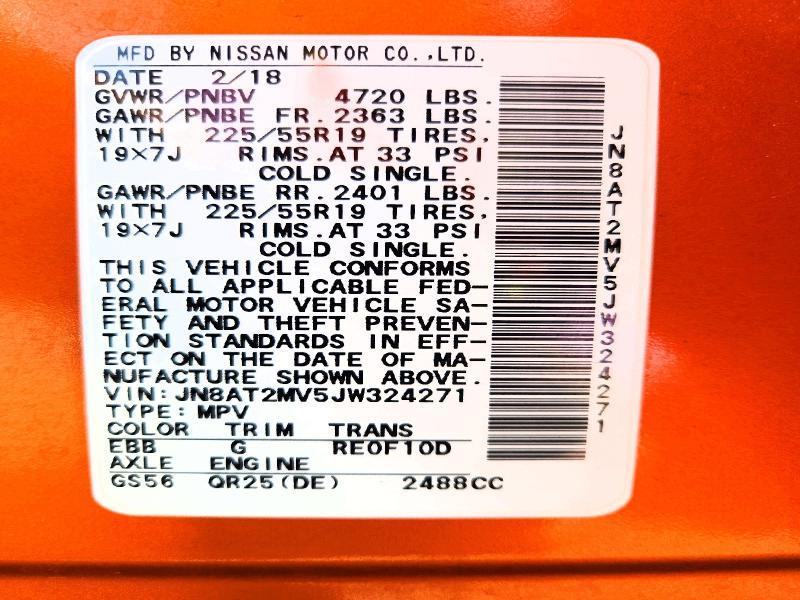 MFD BY NISSAN MOTOR CO.,LTD.
DATE 2/18
GVWR/PNBV 4720 LBS.
GAWR/PNBE FR.2363 LBS.
WITH 225/55R19 TIRES,
19×7J RIMS.AT 33 PSI
COLD SINGLE.
GAWR/PNBE RR.2401 LBS.
WITH 225/55R19 TIRES,
19×7J RIMS.AT 33 PSI
COLD SINGLE.
THIS VEHICLE CONFORMS
TO ALL APPLICABLE FED-
ERAL MOTOR VEHICLE SA-
FETY AND THEFT PREVEN-
TION STANDARDS IN EFF-
ECT ON THE DATE OF MA-
NUFACTURE SHOWN ABOVE.
VIN:JN8AT2MV5JW324271
TYPE:MPV
COLOR TRIM TRANS
EBB G RE0F10D
AXLE ENGINE
GS56 QR25(DE) 2488CC
JN8AT2MV5JW324271